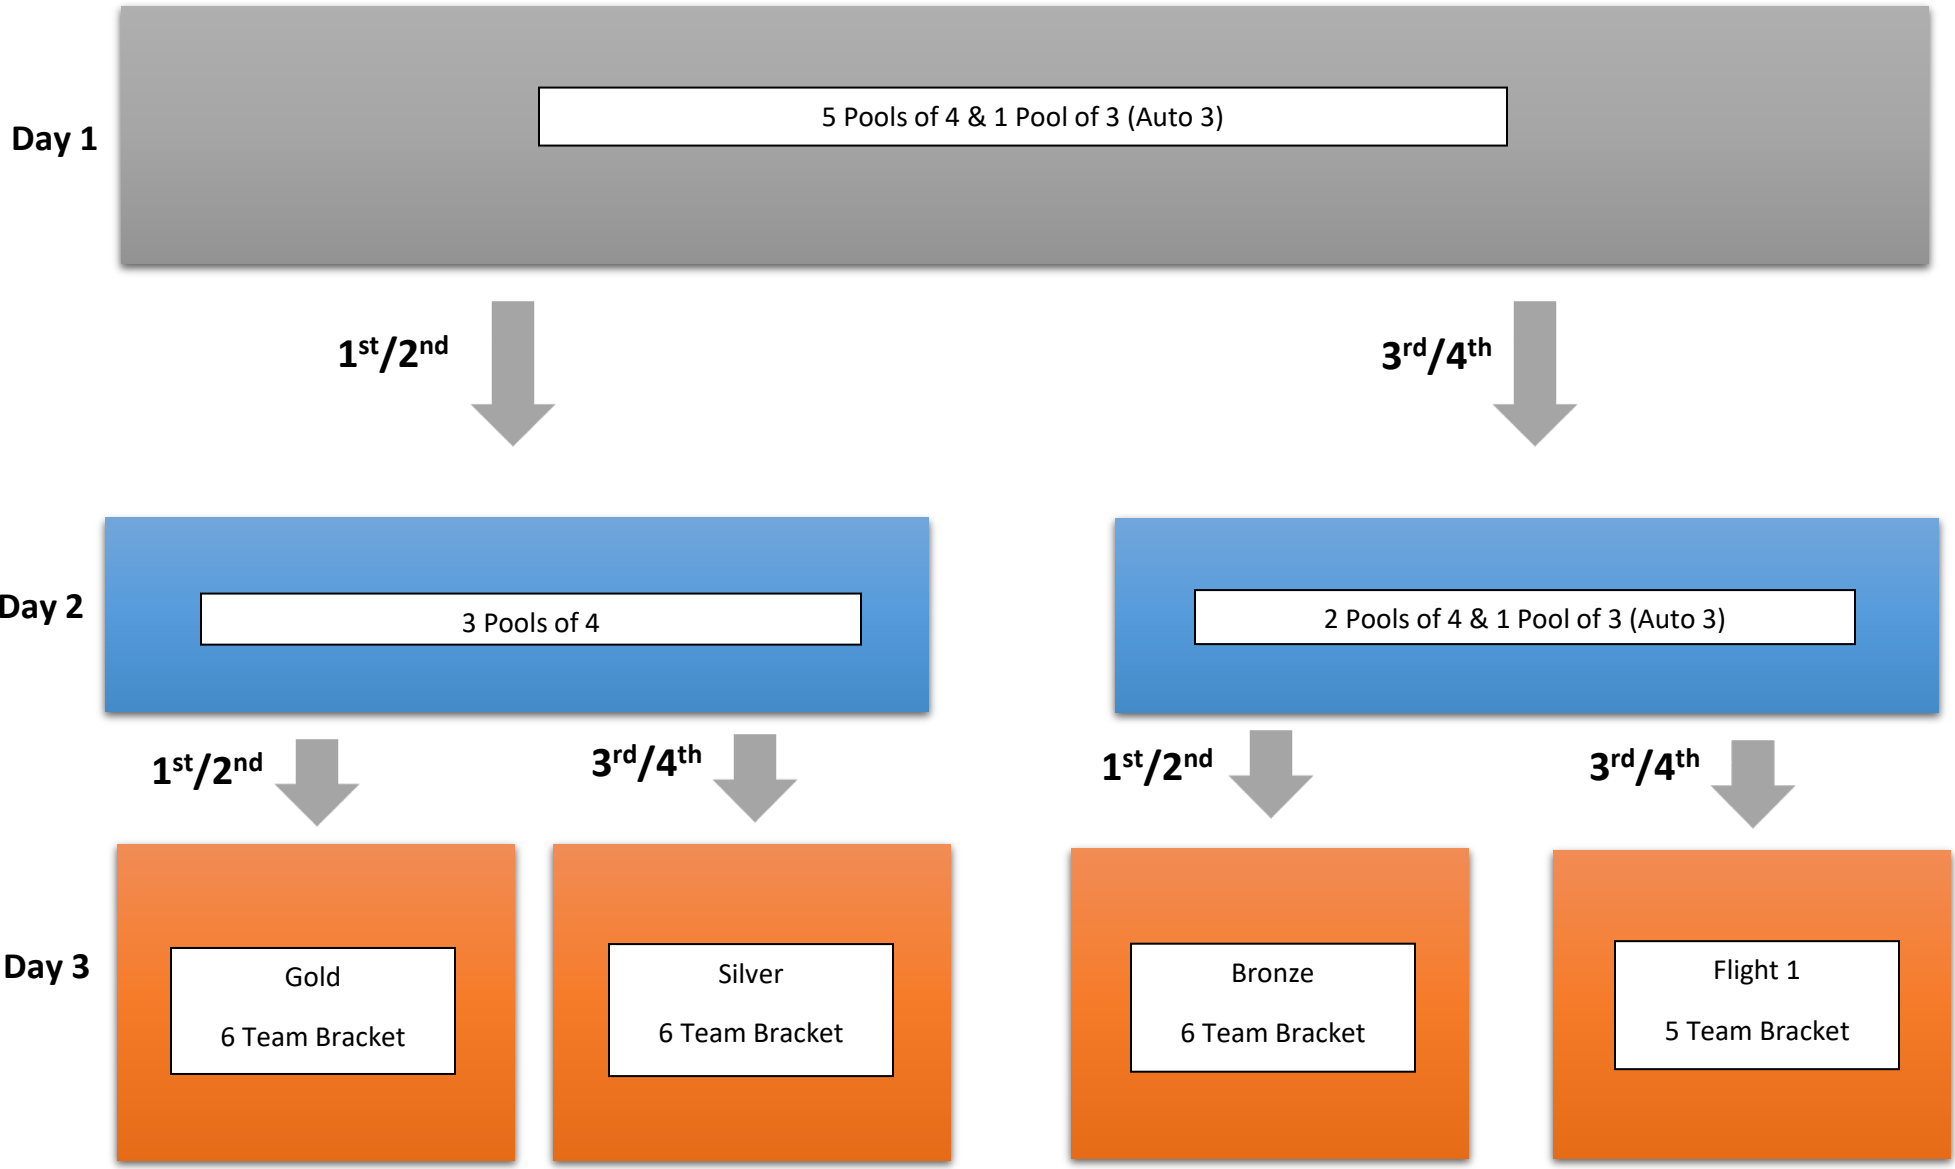 Day 1
5 Pools of 4 & 1 Pool of 3 (Auto 3)
1st/2nd
3rd/4th
Day 2
3 Pools of 4
2 Pools of 4 & 1 Pool of 3 (Auto 3)
1st/2nd
3rd/4th
1st/2nd
3rd/4th
Day 3
Gold
6 Team Bracket
Silver
6 Team Bracket
Bronze
6 Team Bracket
Flight 1
5 Team Bracket